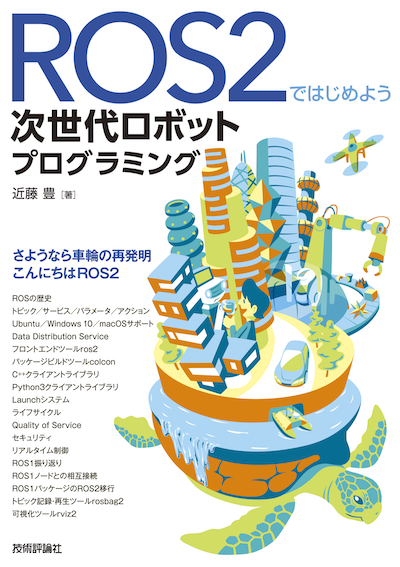 ROS2ではじめよう
次世代ロボット
プログラミング
近藤 豊[著]
さようなら車輪の再発明
こんにちはROS2
ROSの歴史
トピック／サービス／パラメータ／アクション
Ubuntu／Windows 10／macOSサポート
Data Distribution Service
フロントエンドツールros2
パッケージビルドツールcolcon
C++クライアントライブラリ
Python3クライアントライブラリ
Launchシステム
ライフサイクル
Quality of Service
セキュリティ
リアルタイム制御
ROS1振り返り
ROS1ノードとの相互接続
ROS1パッケージのROS2移行
トピック記録・再生ツールrosbag2
可視化ツールrviz2
技術評論社